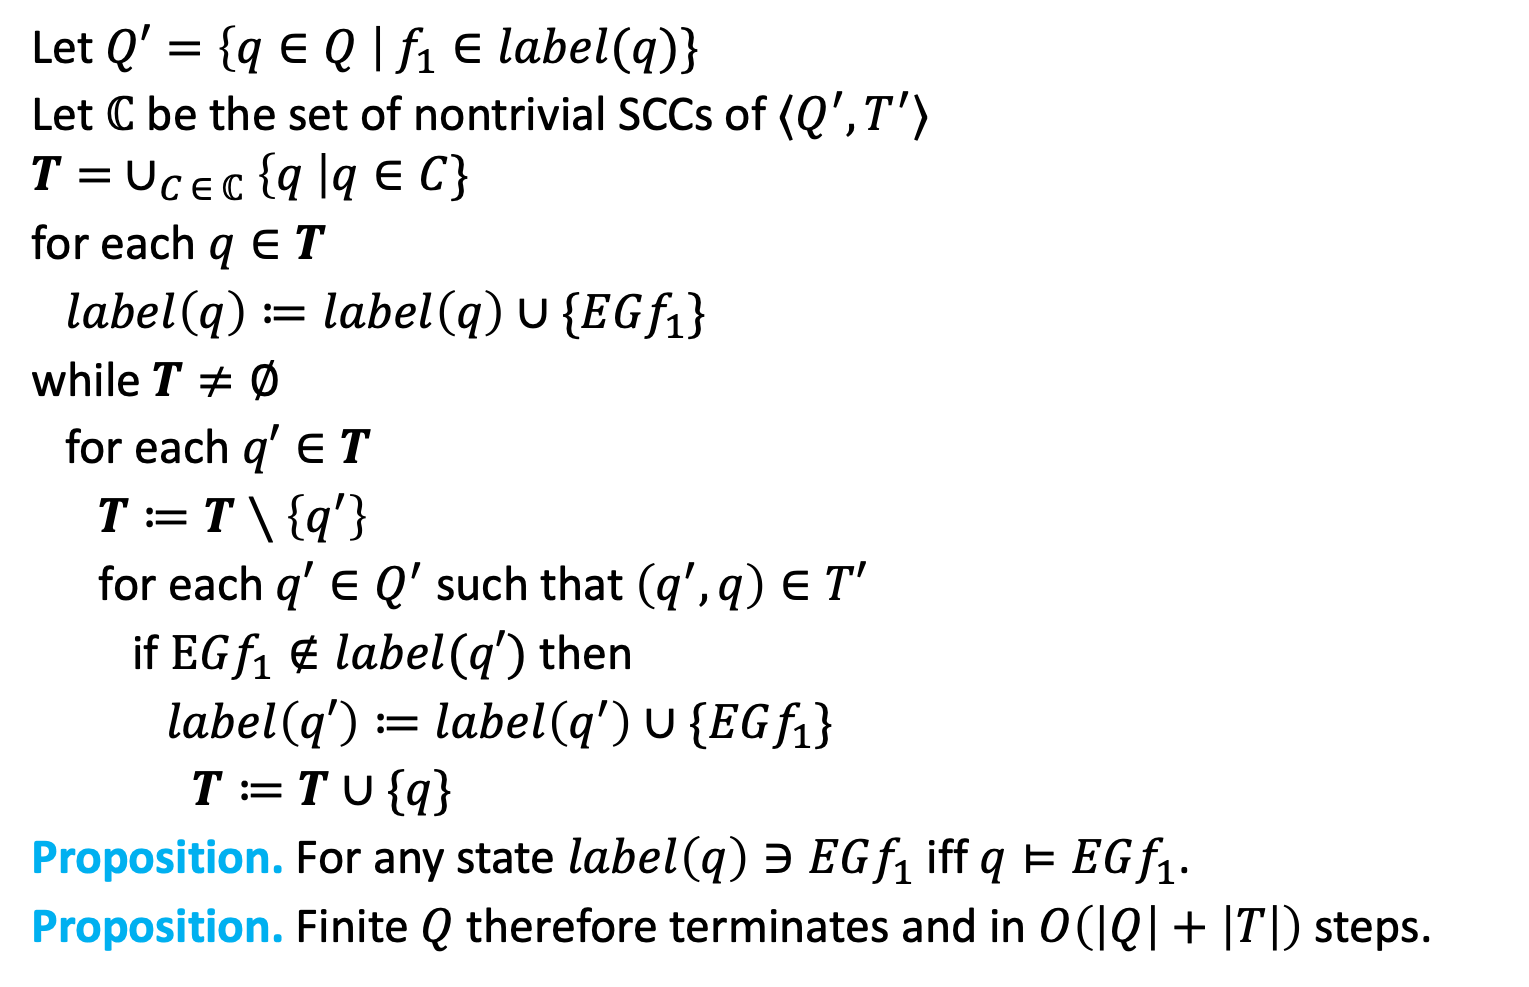 Let Q′ = {q ∈ Q | f₁ ∈ label(q)}
Let ℂ be the set of nontrivial SCCs of ⟨Q′, T′⟩
T = ∪_{C ∈ ℂ} {q |q ∈ C}
for each q ∈ T
label(q) ≔ label(q) ∪ {EGf₁}
while T ≠ ∅
for each q′ ∈ T
T ≔ T \ {q′}
for each q′ ∈ Q′ such that (q′, q) ∈ T′
if EGf₁ ∉ label(q′) then
label(q′) ≔ label(q′) ∪ {EGf₁}
T ≔ T ∪ {q}
Proposition. For any state label(q) ∋ EGf₁ iff q ⊨ EGf₁.
Proposition. Finite Q therefore terminates and in O(|Q| + |T|) steps.